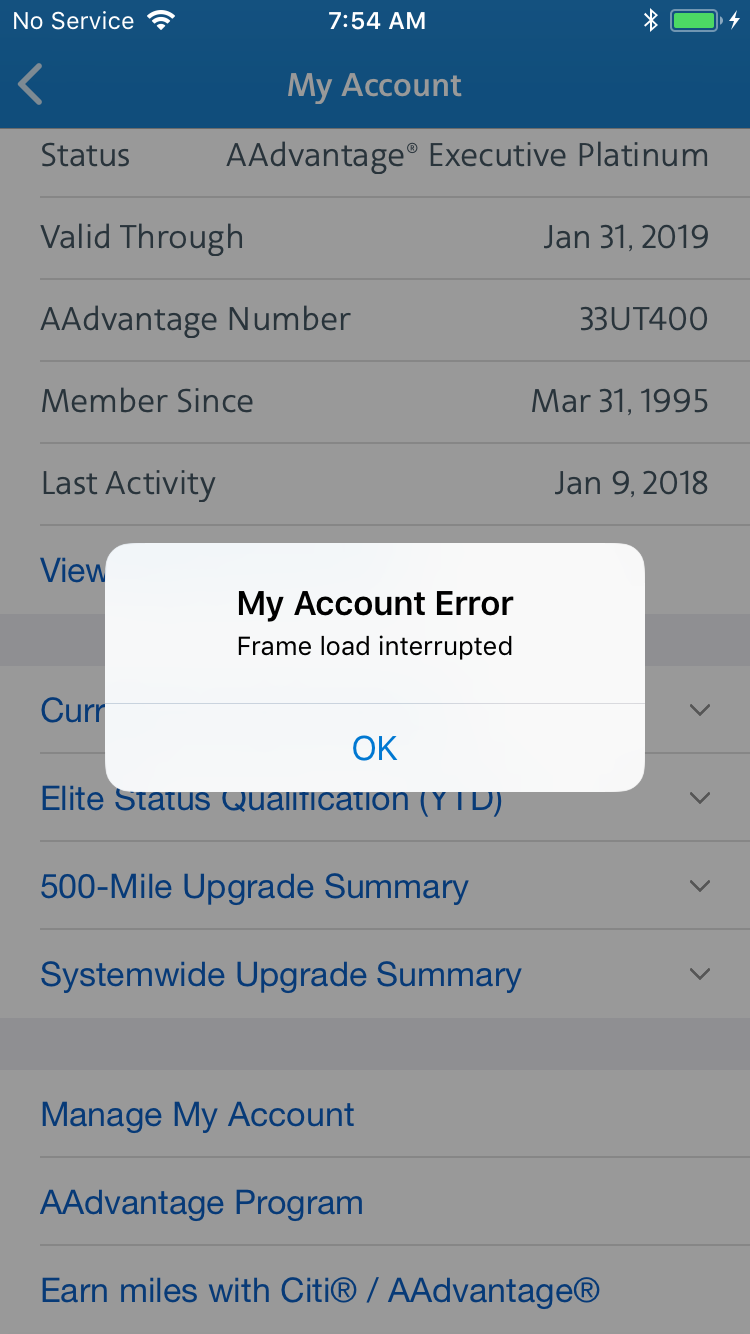 No Service 7:54 AM
My Account
Status AAdvantage® Executive Platinum
Valid Through Jan 31, 2019
AAdvantage Number 33UT400
Member Since Mar 31, 1995
Last Activity Jan 9, 2018
View
My Account Error
Frame load interrupted
Curr
OK
Elite Status Qualification (YTD)
500-Mile Upgrade Summary
Systemwide Upgrade Summary
Manage My Account
AAdvantage Program
Earn miles with Citi® / AAdvantage®